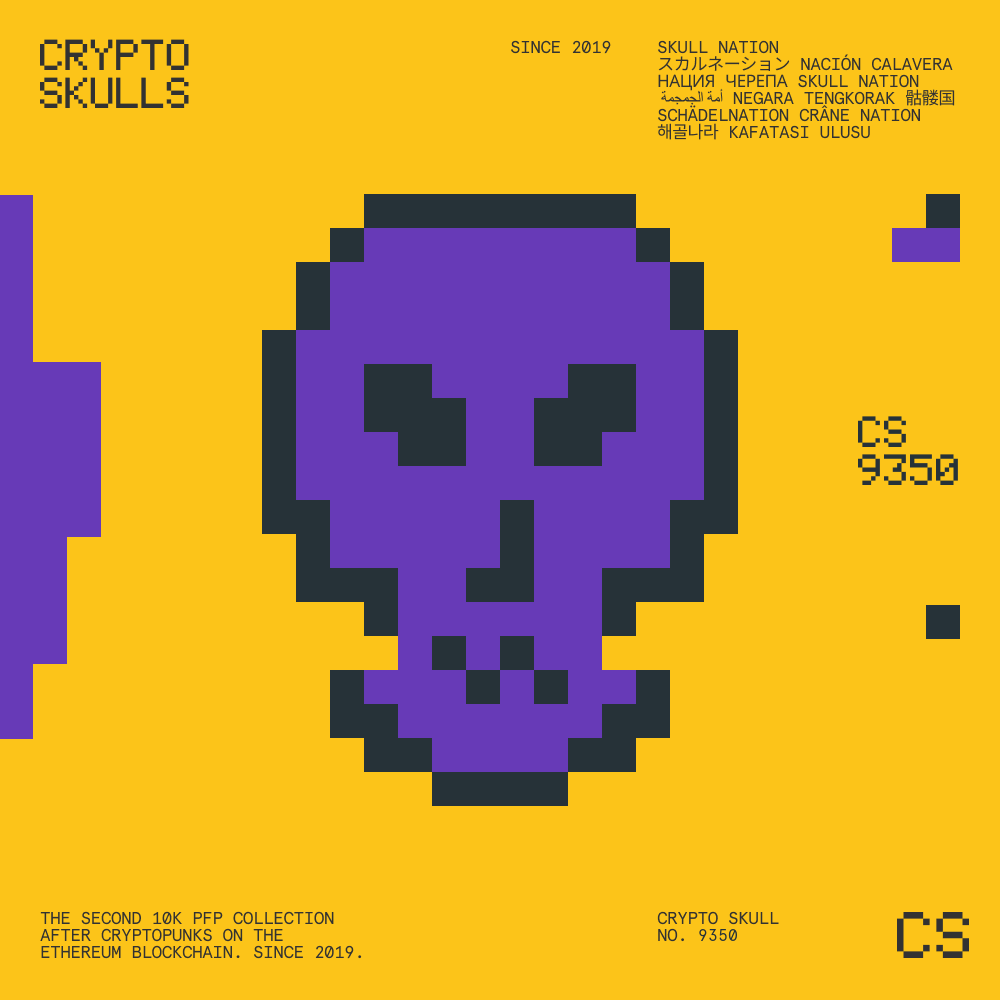 CRYPTO
SKULLS
SINCE 2019
SKULL NATION
スカルネーション NACIÓN CALAVERA
НАЦИЯ ЧЕРЕПА SKULL NATION
أمة الجمجمة NEGARA TENGKORAK 骷髅国
SCHÄDELNATION CRÂNE NATION
해골나라 KAFATASI ULUSU
CS
9350
THE SECOND 10K PFP COLLECTION
AFTER CRYPTOPUNKS ON THE
ETHEREUM BLOCKCHAIN. SINCE 2019.
CRYPTO SKULL
NO. 9350
CS